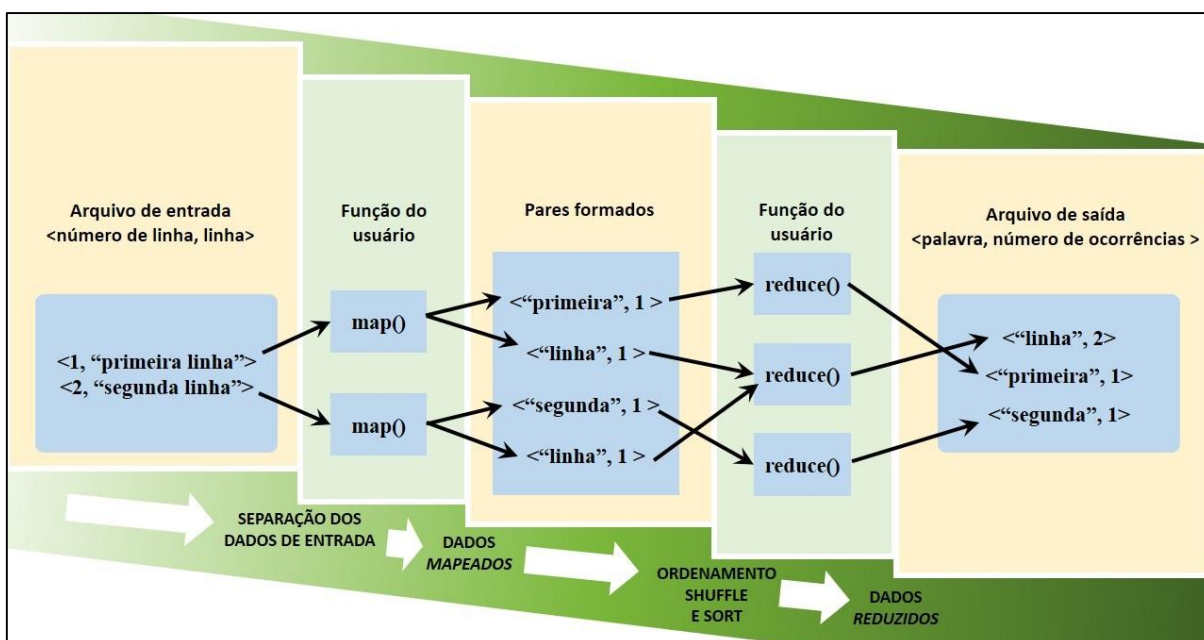 Arquivo de entrada
<número de linha, linha>
<1, “primeira linha”>
<2, “segunda linha”>
Função do
usuário
map()
map()
Pares formados
<“primeira”, 1 >
<“linha”, 1 >
<“segunda”, 1>
<“linha”, 1 >
Função do
usuário
reduce()
reduce()
reduce()
Arquivo de saída
<palavra, número de ocorrências >
<“linha”, 2>
<“primeira”, 1>
<“segunda”, 1>
SEPARAÇÃO DOS
DADOS DE ENTRADA
DADOS
MAPEADOS
ORDENAMENTO
SHUFFLE
E SORT
DADOS
REDUZIDOS